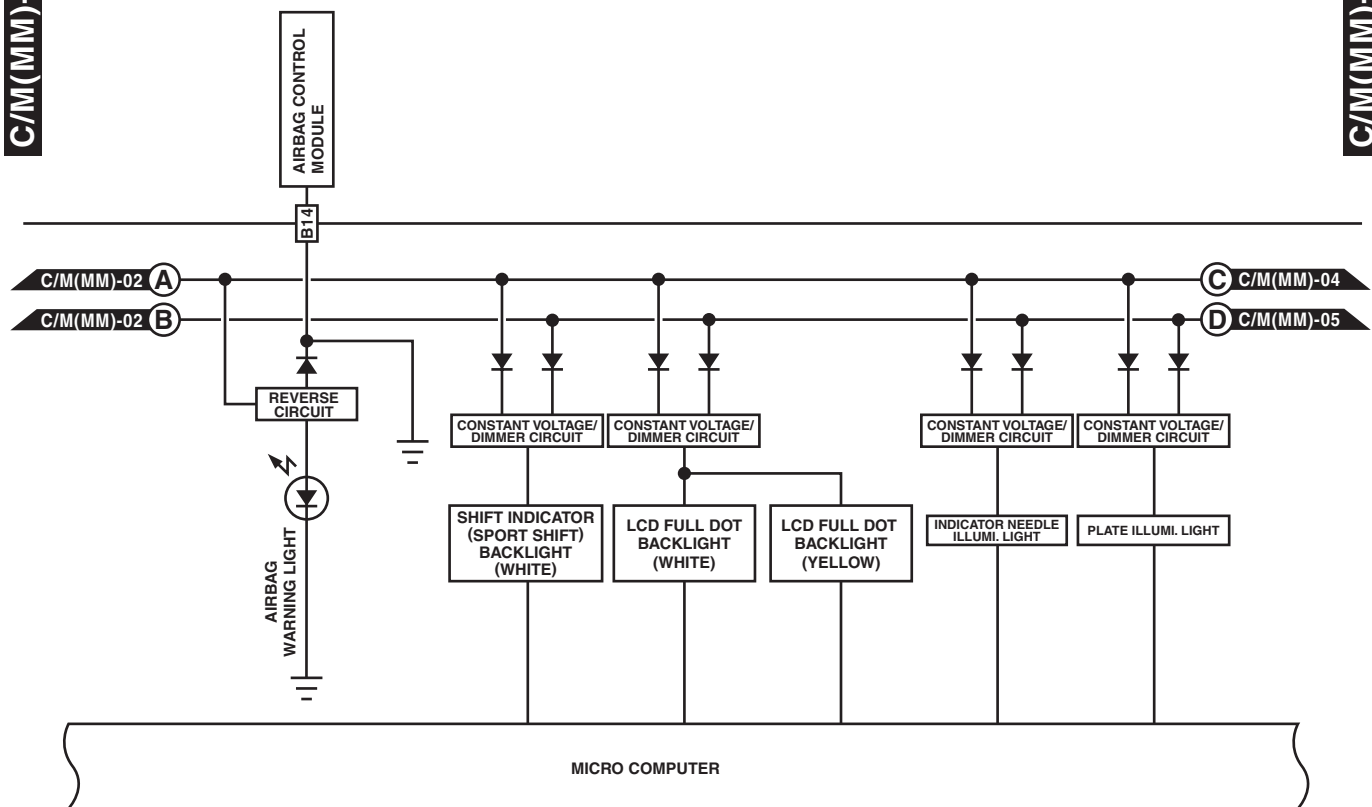 C/M(MM)-
C/M(MM)-
AIRBAG CONTROL
MODULE
B14
C/M(MM)-02
A
C
C/M(MM)-04
C/M(MM)-02
B
D
C/M(MM)-05
REVERSE
CIRCUIT
CONSTANT VOLTAGE/
DIMMER CIRCUIT
CONSTANT VOLTAGE/
DIMMER CIRCUIT
CONSTANT VOLTAGE/
DIMMER CIRCUIT
CONSTANT VOLTAGE/
DIMMER CIRCUIT
AIRBAG
WARNING LIGHT
SHIFT INDICATOR
(SPORT SHIFT)
BACKLIGHT
(WHITE)
LCD FULL DOT
BACKLIGHT
(WHITE)
LCD FULL DOT
BACKLIGHT
(YELLOW)
INDICATOR NEEDLE
ILLUMI. LIGHT
PLATE ILLUMI. LIGHT
MICRO COMPUTER